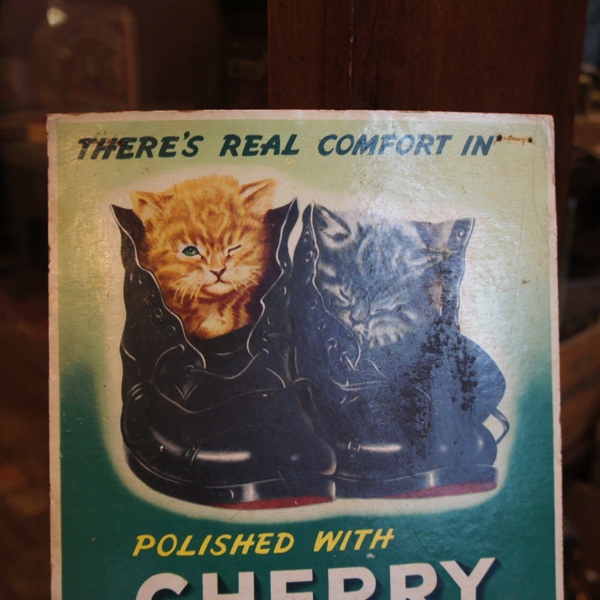 THERE'S REAL COMFORT IN
POLISHED WITH
CHERRY